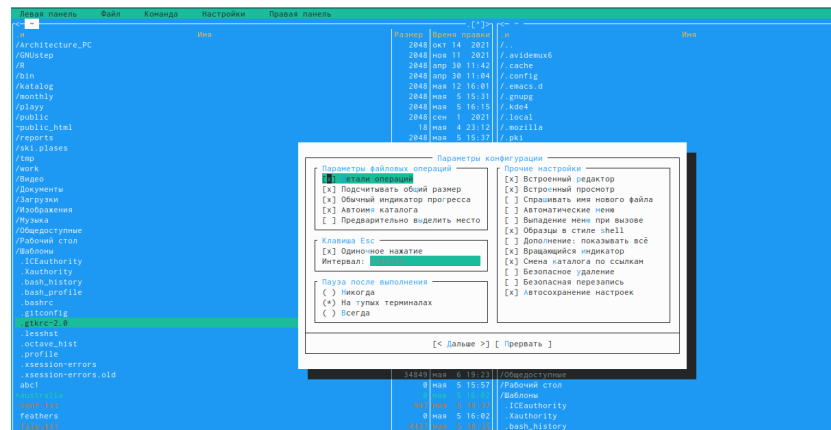 Левая панель Файл Команда Настройки Правая панель
<─ ~ .[^]> <─ ~
.и Имя Размер Время правки .и Имя
/Architecture_PC 2048 окт 14 2021 /..
/GNUstep 2048 ноя 11 2021 /.avidemux6
/R 2048 апр 30 11:42 /.cache
/bin 2048 апр 30 11:04 /.config
/katalog 2048 мая 12 16:01 /.emacs.d
/monthly 2048 мая 5 15:31 /.gnupg
/playy 2048 мая 5 16:15 /.kde4
/public 2048 сен 1 2021 /.local
~public_html 18 мая 4 23:12 /.mozilla
/reports 2048 мая 5 15:37 /.pki
/ski.plases
/tmp
/work
/Видео
/Документы
/Загрузки
/Изображения
/Музыка
/Общедоступные
/Рабочий стол
/Шаблоны
.ICEauthority
.Xauthority
.bash_history
.bash_profile
.bashrc
.gitconfig
.gtkrc-2.0
.lesshst
.octave_hist
.profile
.xsession-errors
.xsession-errors.old 34849 мая 6 19:23 /Общедоступные
abc1 0 мая 5 15:57 /Рабочий стол
/Шаблоны
.ICEauthority
feathers 0 мая 5 16:02 .Xauthority
.bash_history
Параметры конфигурации
Параметры файловых операций
етали операций
[x] Подсчитывать общий размер
[x] Обычный индикатор прогресса
[x] Автоимя каталога
[ ] Предварительно выделить место
Клавиша Esc
[x] Одиночное нажатие
Интервал:
Пауза после выполнения
( ) Никогда
(*) На тупых терминалах
( ) Всегда
Прочие настройки
[x] Встроенный редактор
[x] Встроенный просмотр
[ ] Спрашивать имя нового файла
[ ] Автоматические меню
[ ] Выпадение меню при вызове
[x] Образцы в стиле shell
[ ] Дополнение: показывать всё
[x] Вращающийся индикатор
[x] Смена каталога по ссылкам
[ ] Безопасное удаление
[ ] Безопасная перезапись
[x] Автосохранение настроек
[< Дальше >] [ Прервать ]